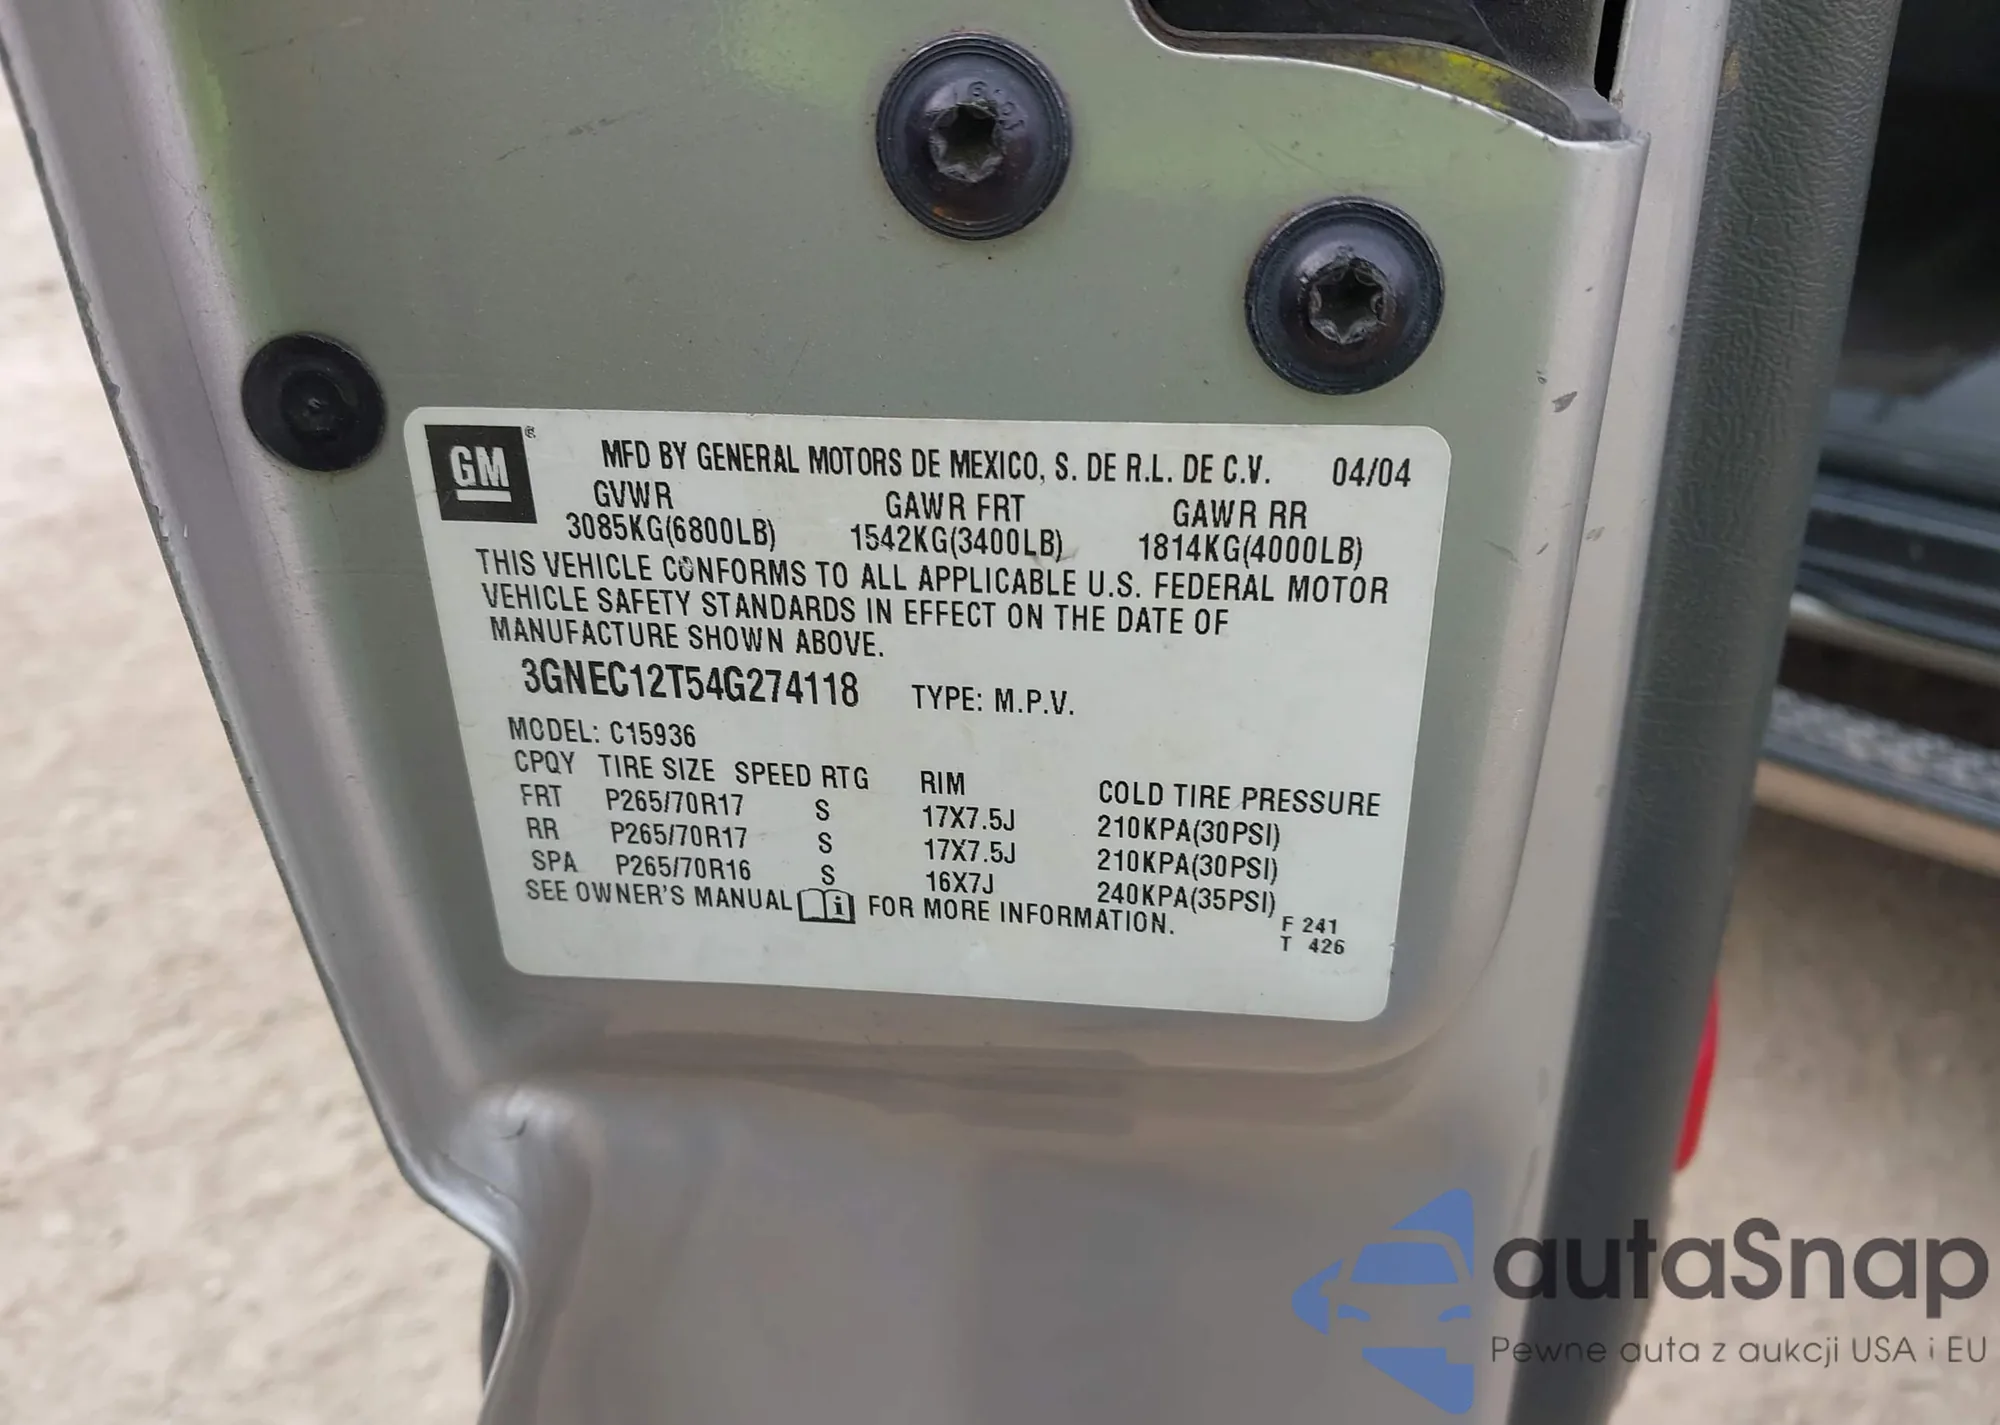 GM ®
MFD BY GENERAL MOTORS DE MEXICO, S. DE R.L. DE C.V. 04/04
GVWR GAWR FRT GAWR RR
3085KG(6800LB) 1542KG(3400LB) 1814KG(4000LB)
THIS VEHICLE CONFORMS TO ALL APPLICABLE U.S. FEDERAL MOTOR
VEHICLE SAFETY STANDARDS IN EFFECT ON THE DATE OF
MANUFACTURE SHOWN ABOVE.
3GNEC12T54G274118 TYPE: M.P.V.
MODEL: C15936
CPQY TIRE SIZE SPEED RTG RIM COLD TIRE PRESSURE
FRT P265/70R17 S 17X7.5J 210KPA(30PSI)
RR P265/70R17 S 17X7.5J 210KPA(30PSI)
SPA P265/70R16 S 16X7J 240KPA(35PSI)
SEE OWNER'S MANUAL i FOR MORE INFORMATION.
F 241
T 426
autaSnap
Pewne auta z aukcji USA i EU